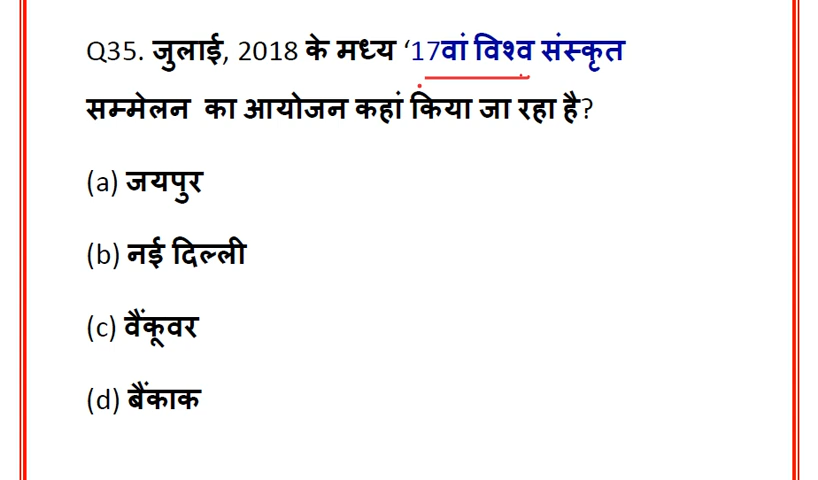 Q35. जुलाई, 2018 के मध्य ‘17वां विश्व संस्कृत
सम्मेलन का आयोजन कहां किया जा रहा है?
(a) जयपुर
(b) नई दिल्ली
(c) वैंकूवर
(d) बैंकाक